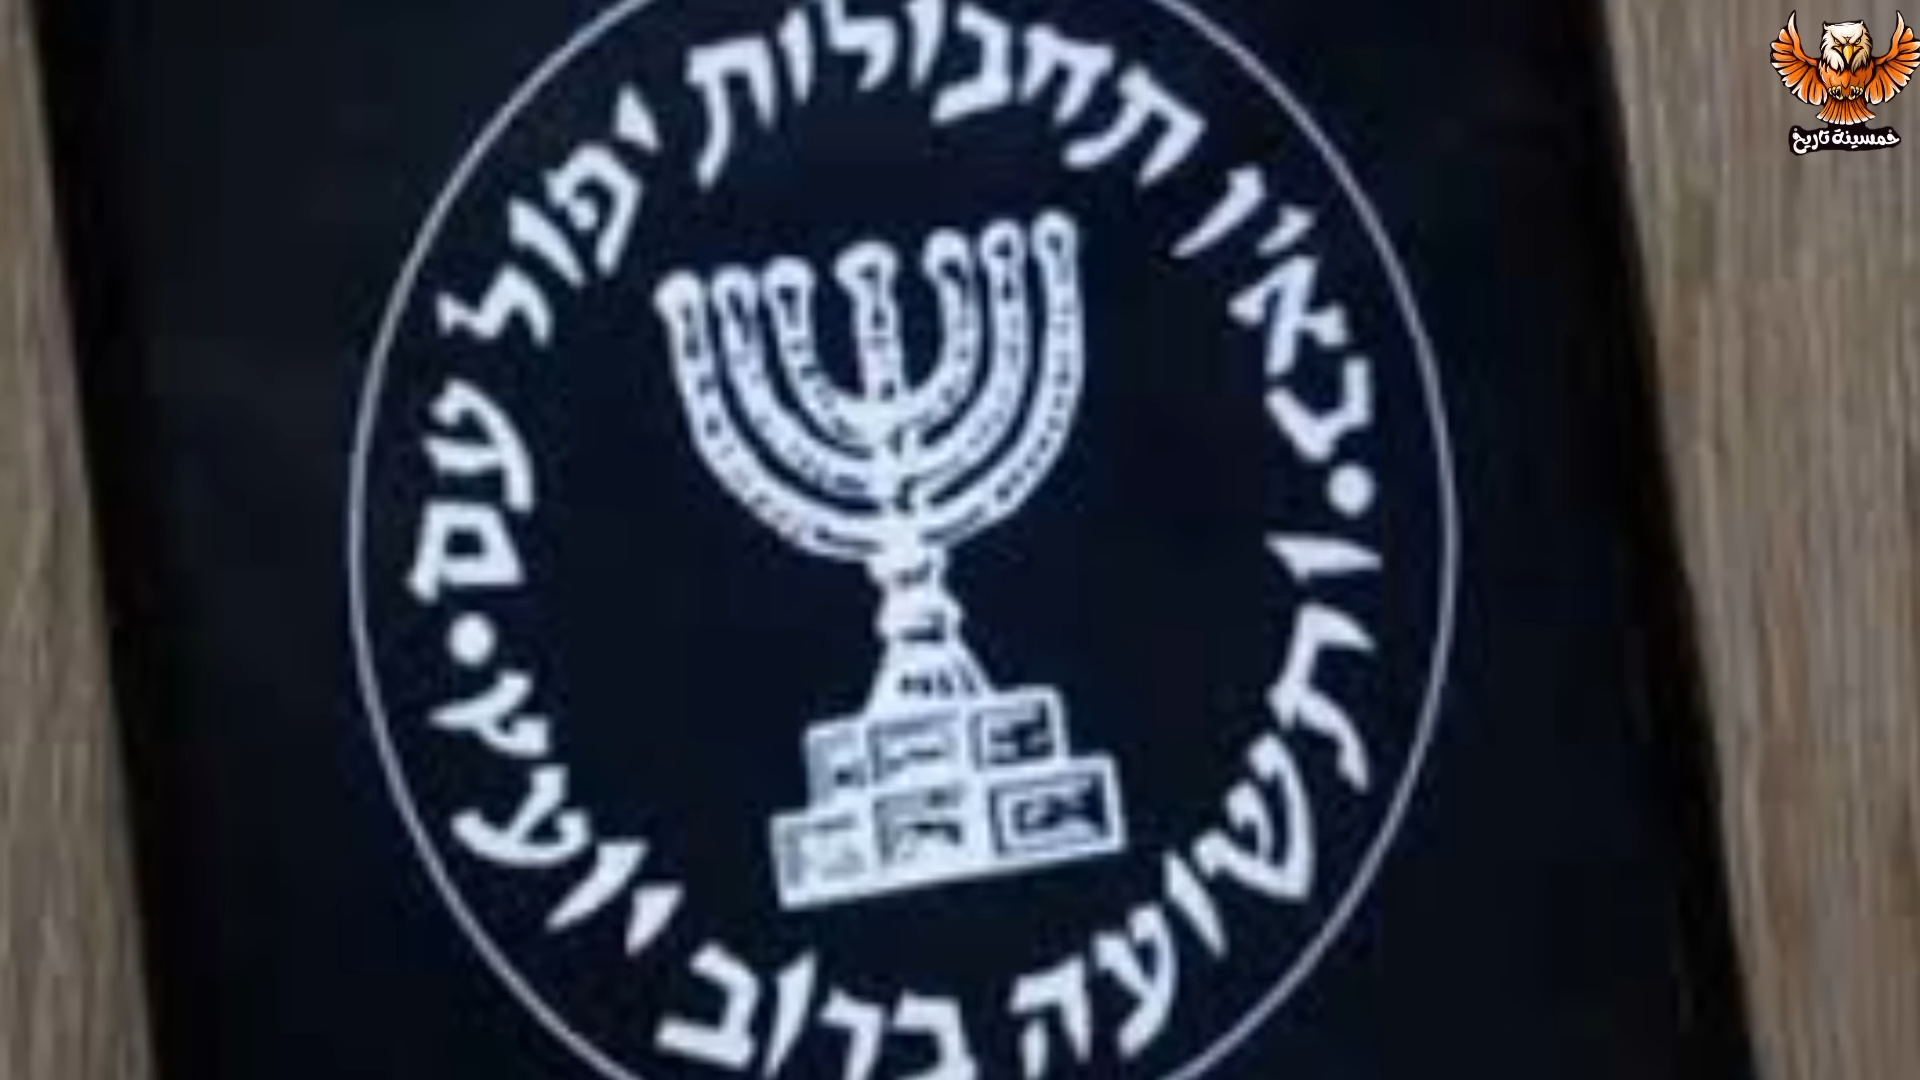 באין תחבולות יפול עם • ותשועה ברוב יועץ •
خمسينة تاريخ